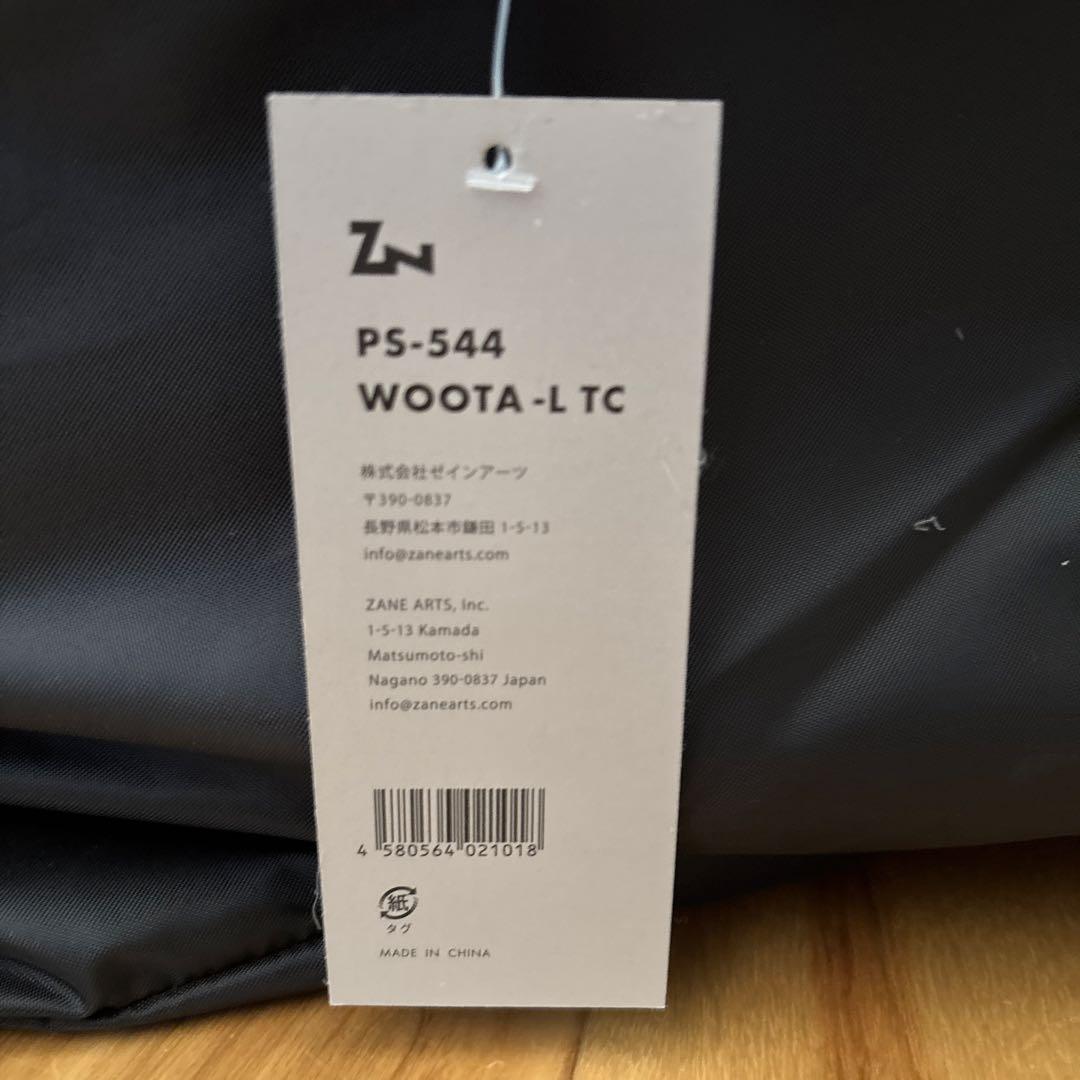 ZN
PS-544
WOOTA -L TC
株式会社ゼインアーツ
〒390-0837
長野県松本市鎌田 1-5-13
info@zanearts.com
ZANE ARTS, Inc.
1-5-13 Kamada
Matsumoto-shi
Nagano 390-0837 Japan
info@zanearts.com
4 580564 021018
紙
タグ
MADE IN CHINA